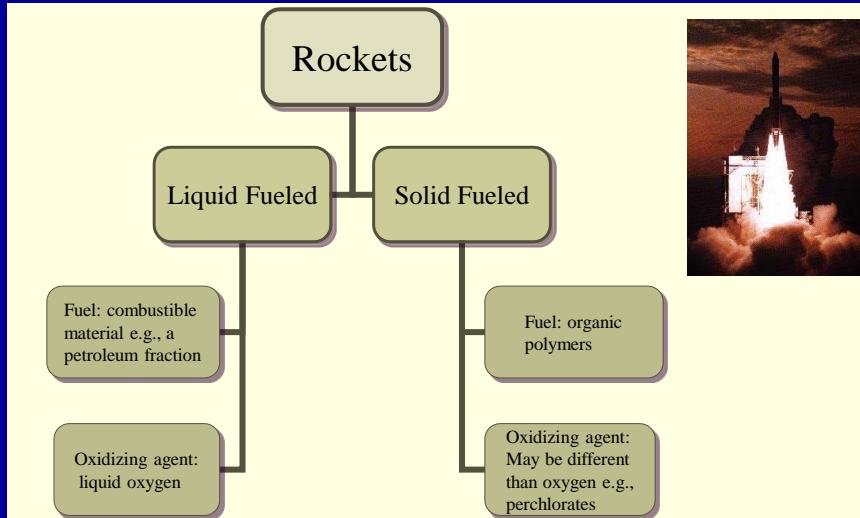 Rockets
Liquid Fueled
Solid Fueled
Fuel: combustible
material e.g., a
petroleum fraction
Oxidizing agent:
liquid oxygen
Fuel: organic
polymers
Oxidizing agent:
May be different
than oxygen e.g.,
perchlorates